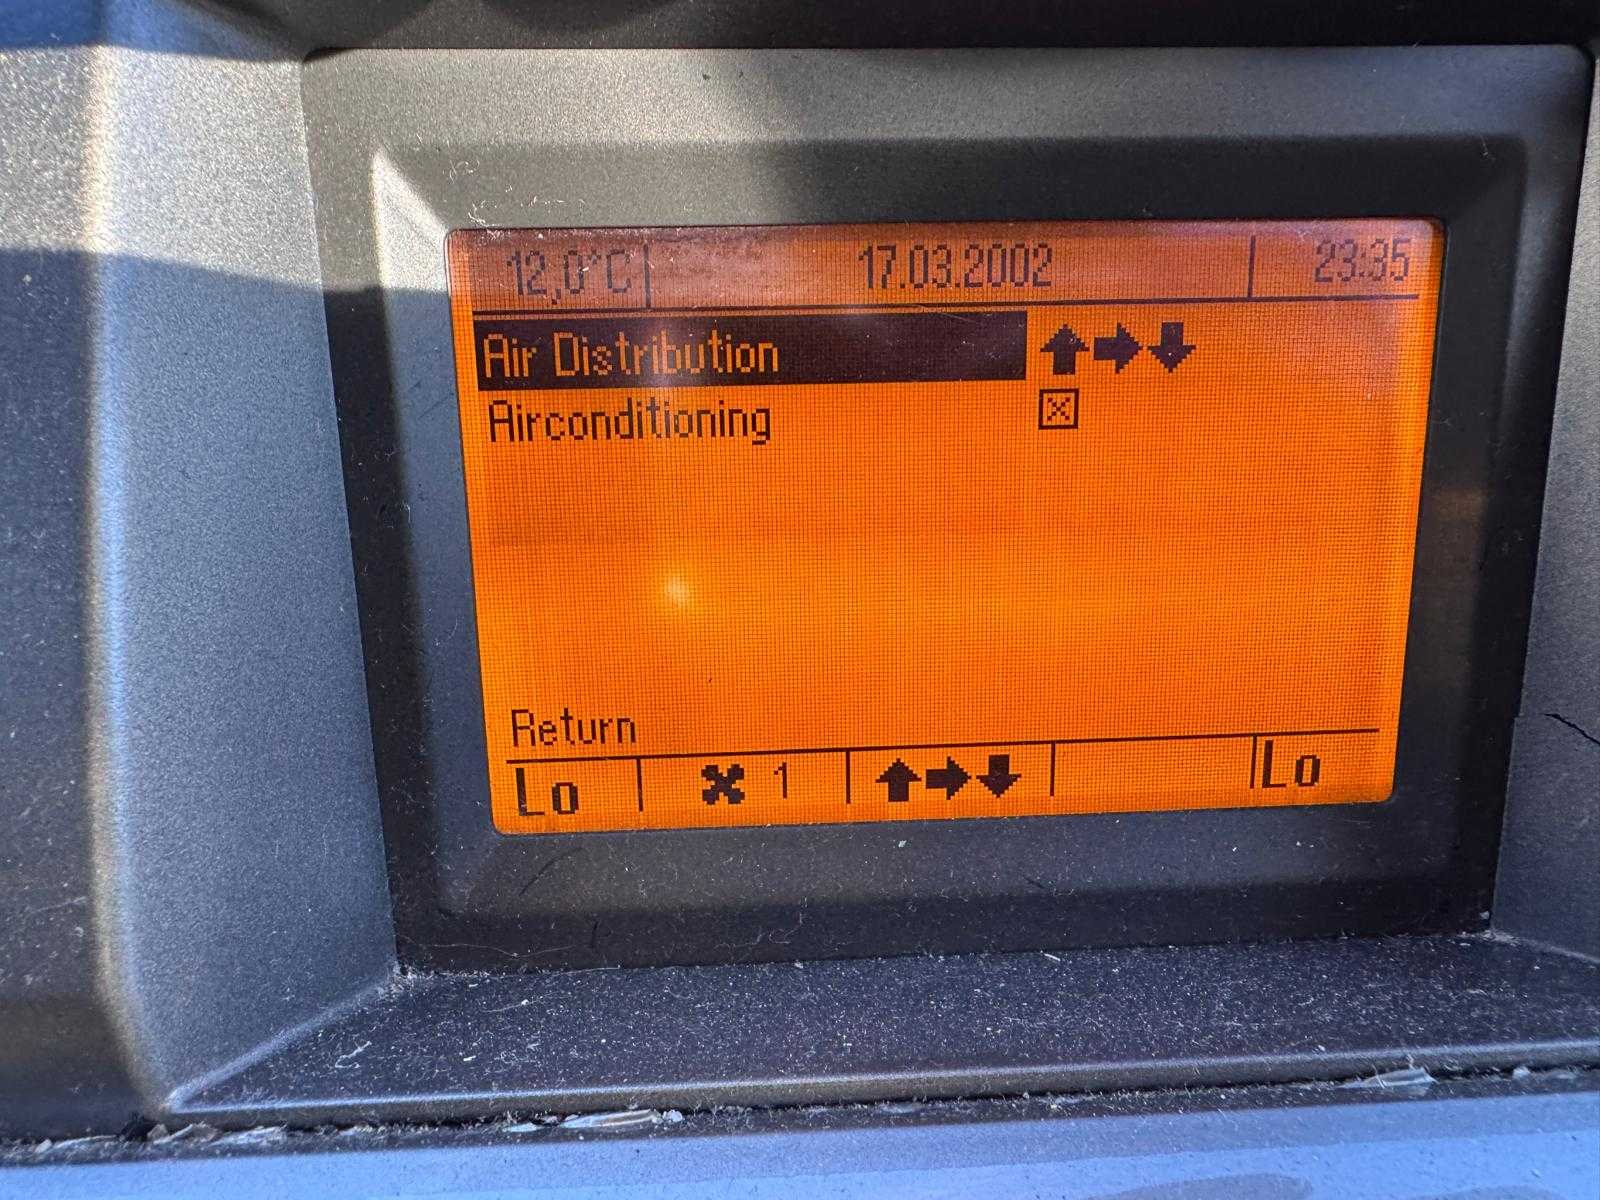 12,0°C 17.03.2002 23:35
Air Distribution
Airconditioning
Return
Lo 1 Lo